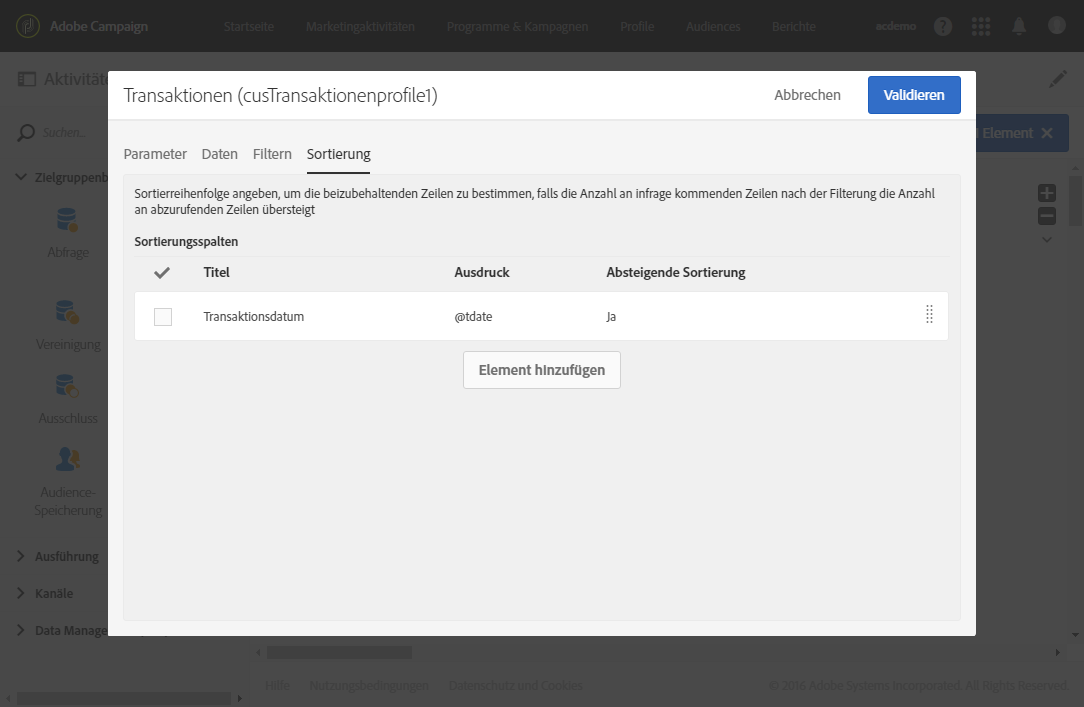 Adobe Campaign
Startseite
Marketingaktivitäten
Programme & Kampagnen
Profile
Audiences
Berichte
acdemo
Aktivität
Transaktionen (cusTransaktionenprofile1)
Abbrechen
Validieren
Suchen...
Element
Parameter
Daten
Filtern
Sortierung
Zielgruppenb
Sortierreihenfolge angeben, um die beizubehaltenden Zeilen zu bestimmen, falls die Anzahl an infrage kommenden Zeilen nach der Filterung die Anzahl
an abzurufenden Zeilen übersteigt
Sortierungsspalten
Abfrage
Titel
Ausdruck
Absteigende Sortierung
Transaktionsdatum
@tdate
Ja
Vereinigung
Element hinzufügen
Ausschluss
Audience-
Speicherung
Ausführung
Kanäle
Data Manage
Hilfe
Nutzungsbedingungen
Datenschutz und Cookies
© 2016 Adobe Systems Incorporated. All Rights Reserved.